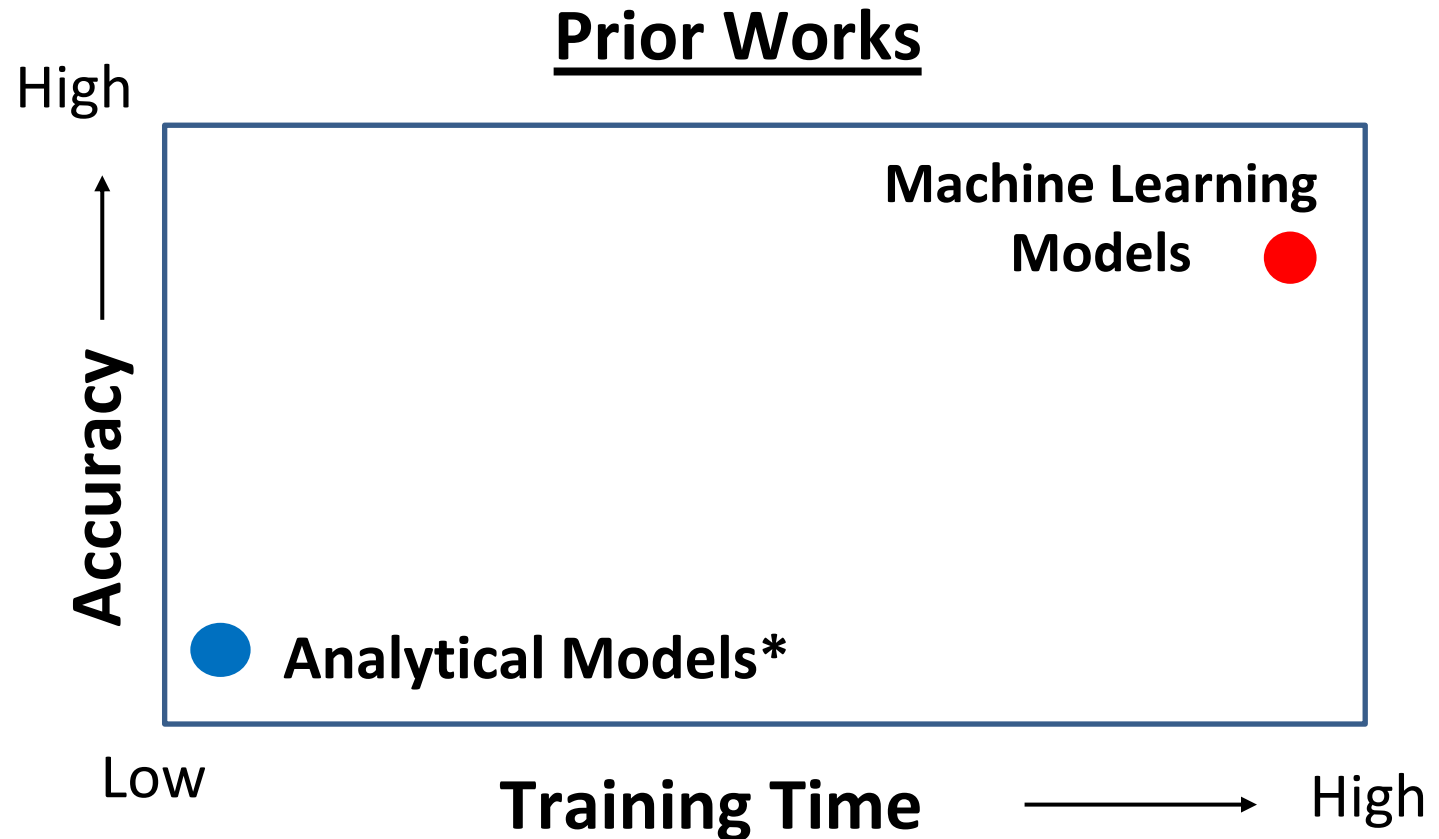 Prior Works
High
Machine Learning
Models
Accuracy
Analytical Models*
Low
Training Time
High